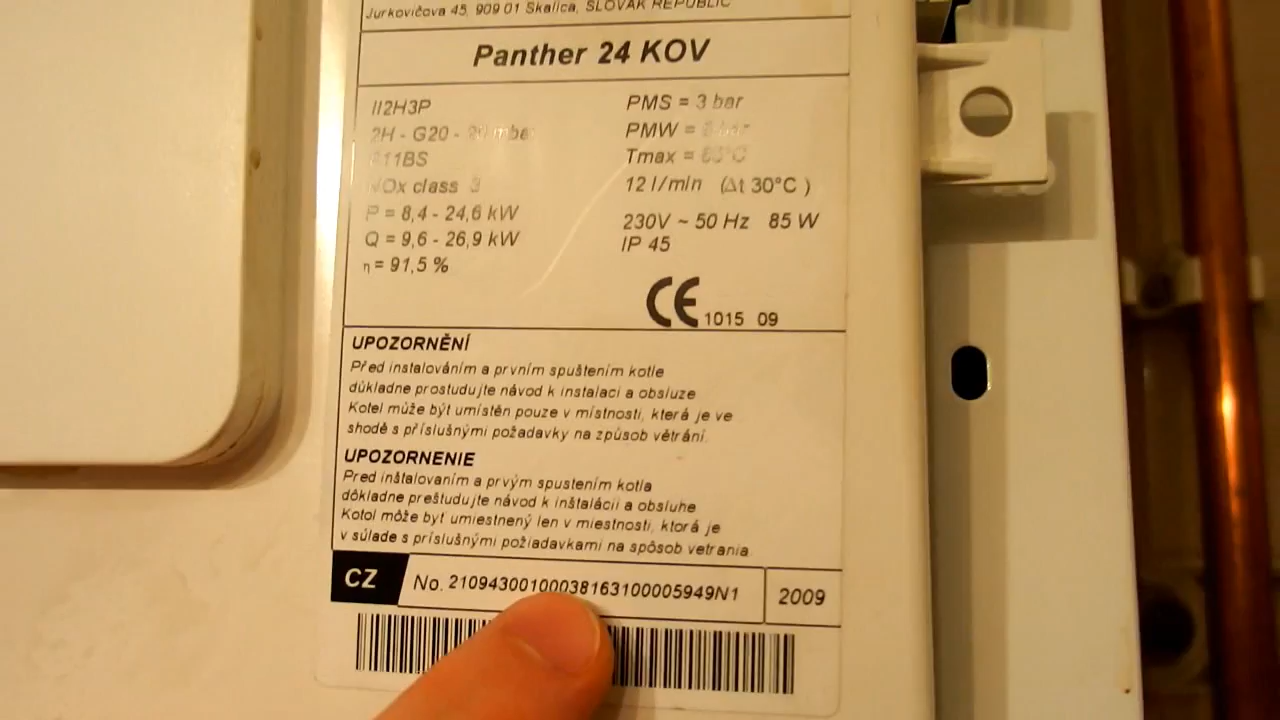 Jurkovičova 45, 909 01 Skalica, SLOVAK REPUBLIC
Panther 24 KOV
II2H3P
2H - G20 - 20 mbar
B11BS
NOx class 3
P = 8,4 - 24,6 kW
Q = 9,6 - 26,9 kW
η = 91,5 %
PMS = 3 bar
PMW = bar
Tmax =
12 l/min (Δt 30°C )
230V ~ 50 Hz 85 W
IP 45
CE 1015 09
UPOZORNĚNÍ
Před instalováním a prvním spuštením kotle
důkladne prostudujte návod k instalaci a obsluze
Kotel může být umístěn pouze v místnosti, která je ve
shodě s příslušnými požadavky na způsob větrání.
UPOZORNENIE
Pred inštalovaním a prvým spustením kotla
dôkladne preštudujte návod k inštalácii a obsluhe
Kotol môže byt umiestnený len v miestnosti, ktorá je
v súlade s príslušnými požiadavkami na spôsob vetrania
CZ No. 21094300100038163100005949N1 2009